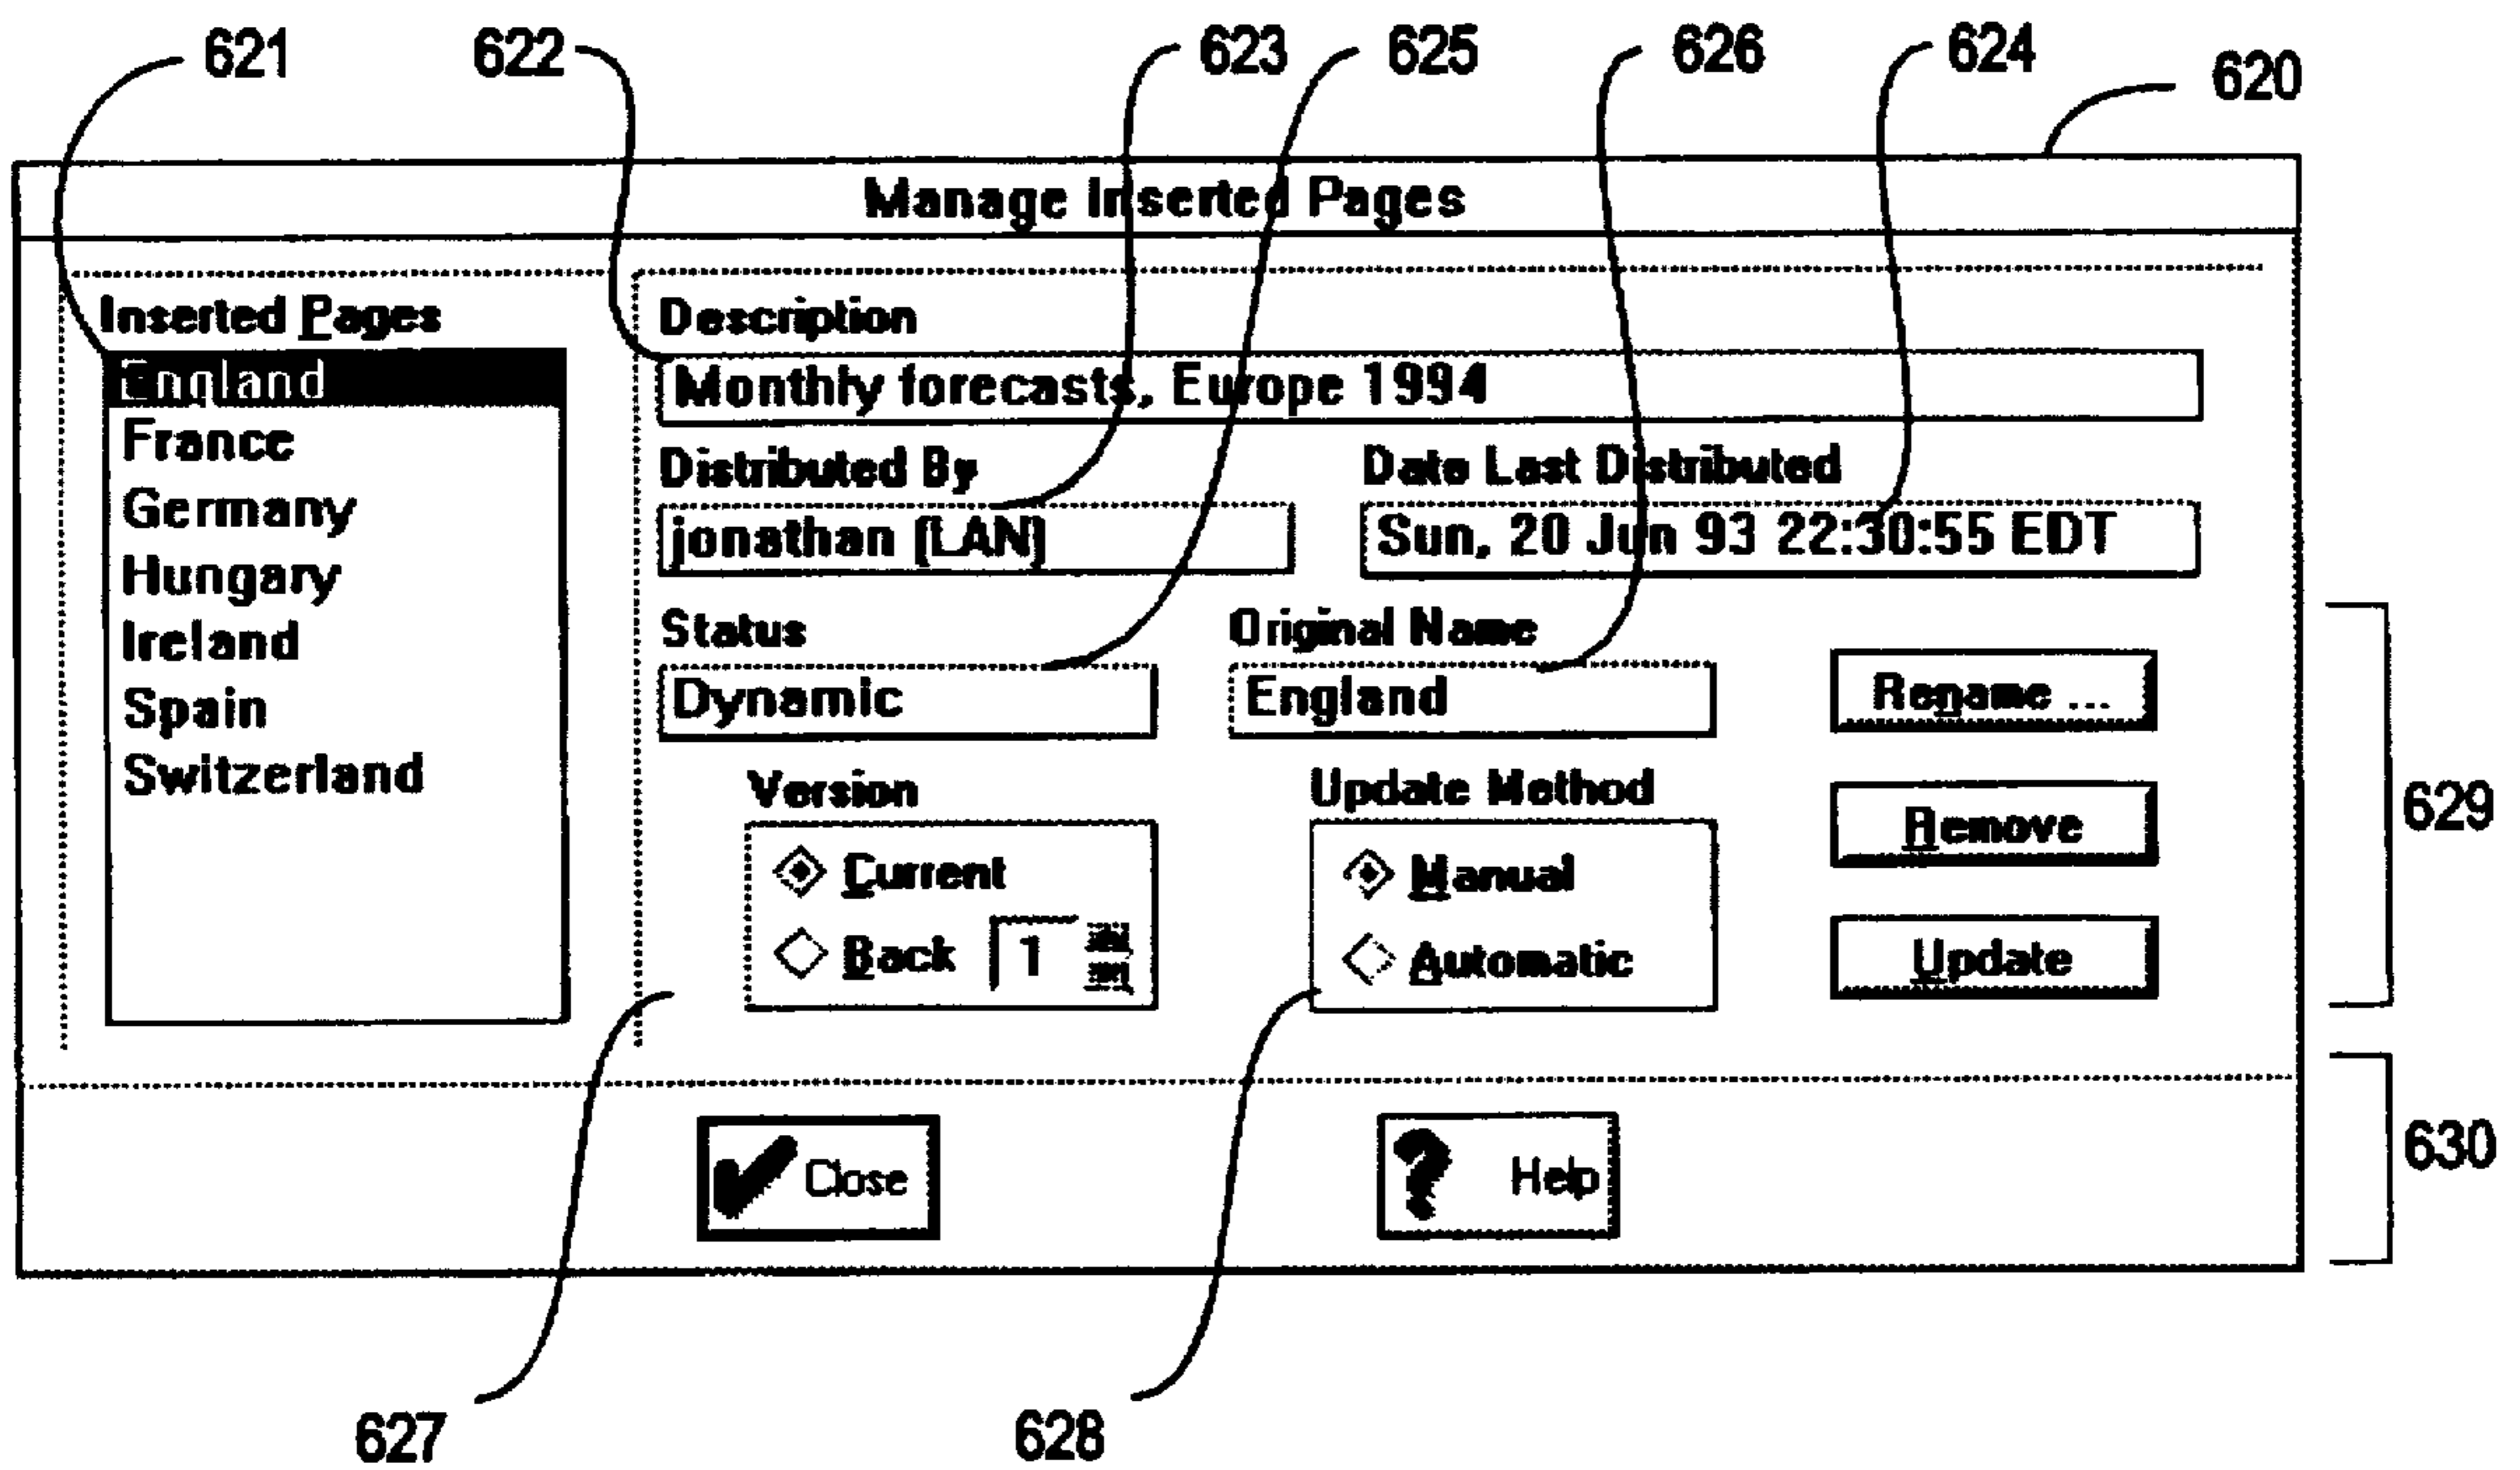 621 622 623 625 626 624 620
Manage Inserted Pages
Inserted Pages
England
France
Germany
Hungary
Ireland
Spain
Switzerland
Description
Monthly forecasts, Europe 1994
Distributed By
jonathan [LAN]
Date Last Distributed
Sun, 20 Jun 93 22:30:55 EDT
Status
Dynamic
Original Name
England
Version
Current
Back 1
Update Method
Manual
Automatic
Rename ...
Remove
Update
629
Close
Help
630
627 628